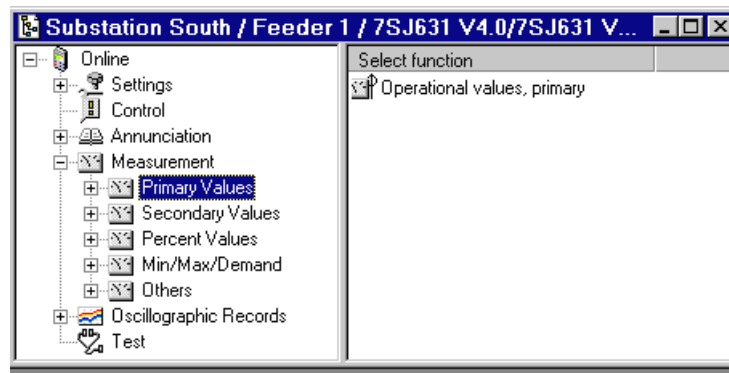 Substation South / Feeder 1 / 7SJ631 V4.0/7SJ631 V...
Online
Settings
Control
Annunciation
Measurement
Primary Values
Secondary Values
Percent Values
Min/Max/Demand
Others
Oscillographic Records
Test
Select function
Operational values, primary